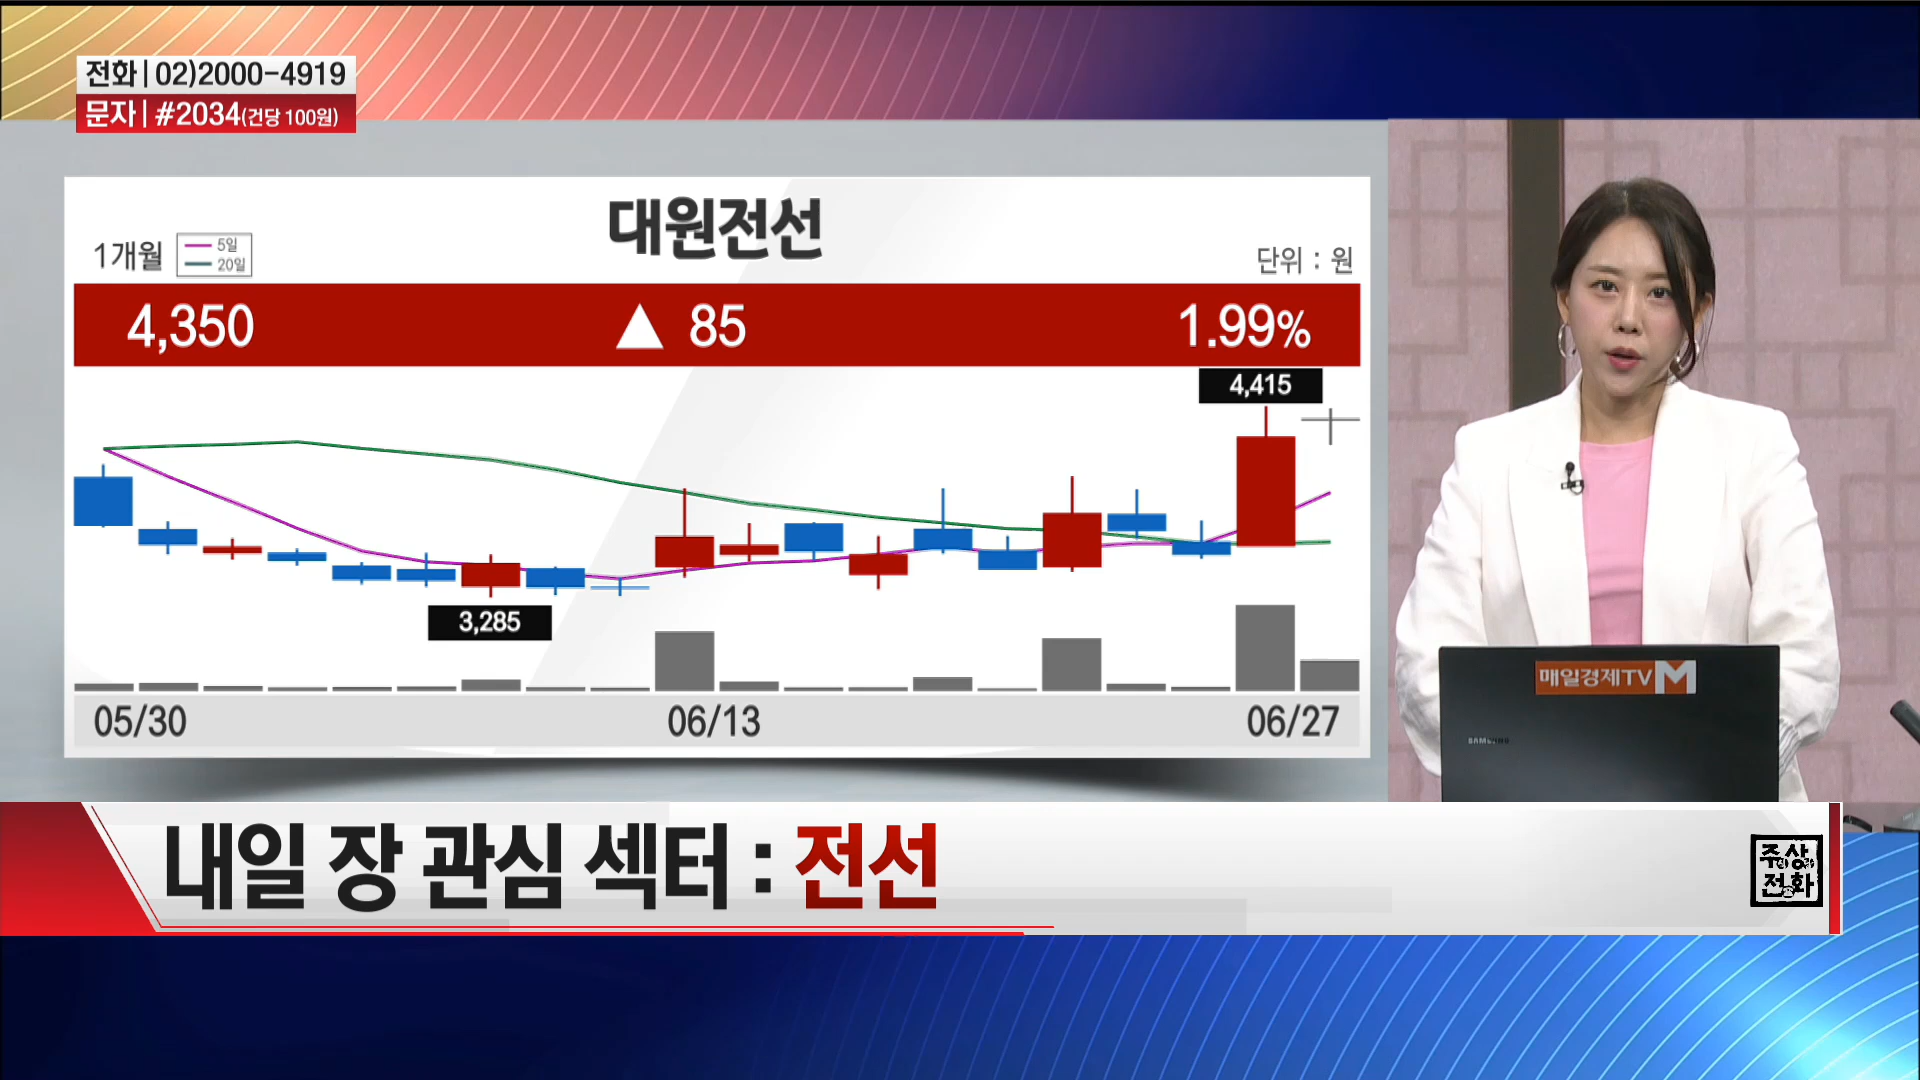 전화 | 02)2000-4919
문자 | #2034(건당 100원)
대원전선
1개월
5일
20일
단위 : 원
4,350 ▲ 85 1.99%
4,415
3,285
05/30 06/13 06/27
매일경제TV M
SAMSUNG
내일 장 관심 섹터 : 전선
주상
전화